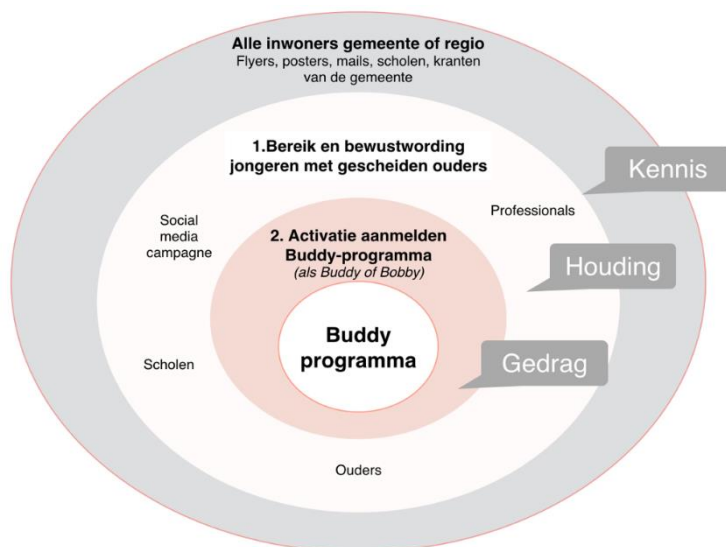 Alle inwoners gemeente of regio
Flyers, posters, mails, scholen, kranten
van de gemeente
1.Bereik en bewustwording
jongeren met gescheiden ouders
Kennis
Professionals
Social
media
campagne
2. Activatie aanmelden
Buddy-programma
(als Buddy of Bobby)
Houding
Buddy
programma
Gedrag
Scholen
Ouders